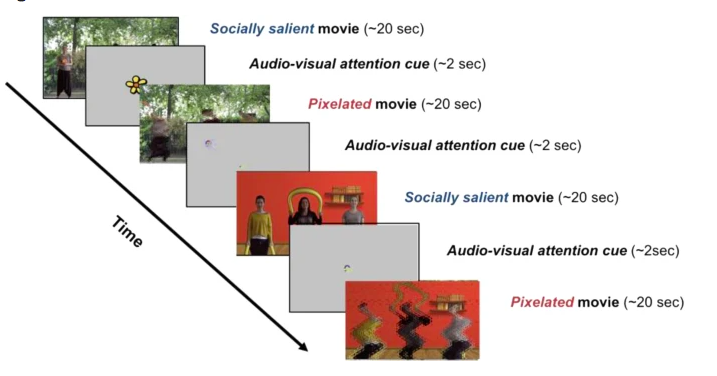 Socially salient movie (~20 sec)
Audio-visual attention cue (~2 sec)
Pixelated movie (~20 sec)
Audio-visual attention cue (~2 sec)
Socially salient movie (~20 sec)
Time
Audio-visual attention cue (~2sec)
Pixelated movie (~20 sec)